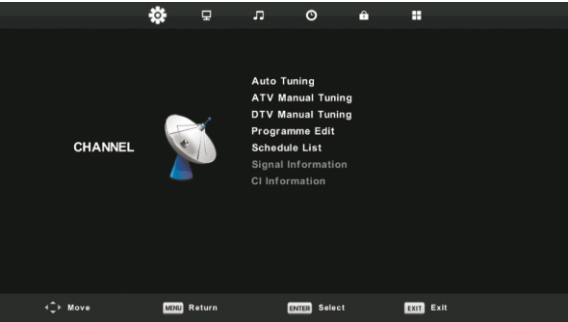 Auto Tuning
ATV Manual Tuning
DTV Manual Tuning
Programme Edit
CHANNEL
Schedule List
Signal Information
CI Information
Move
MENU Return
ENTER Select
EXIT Exit